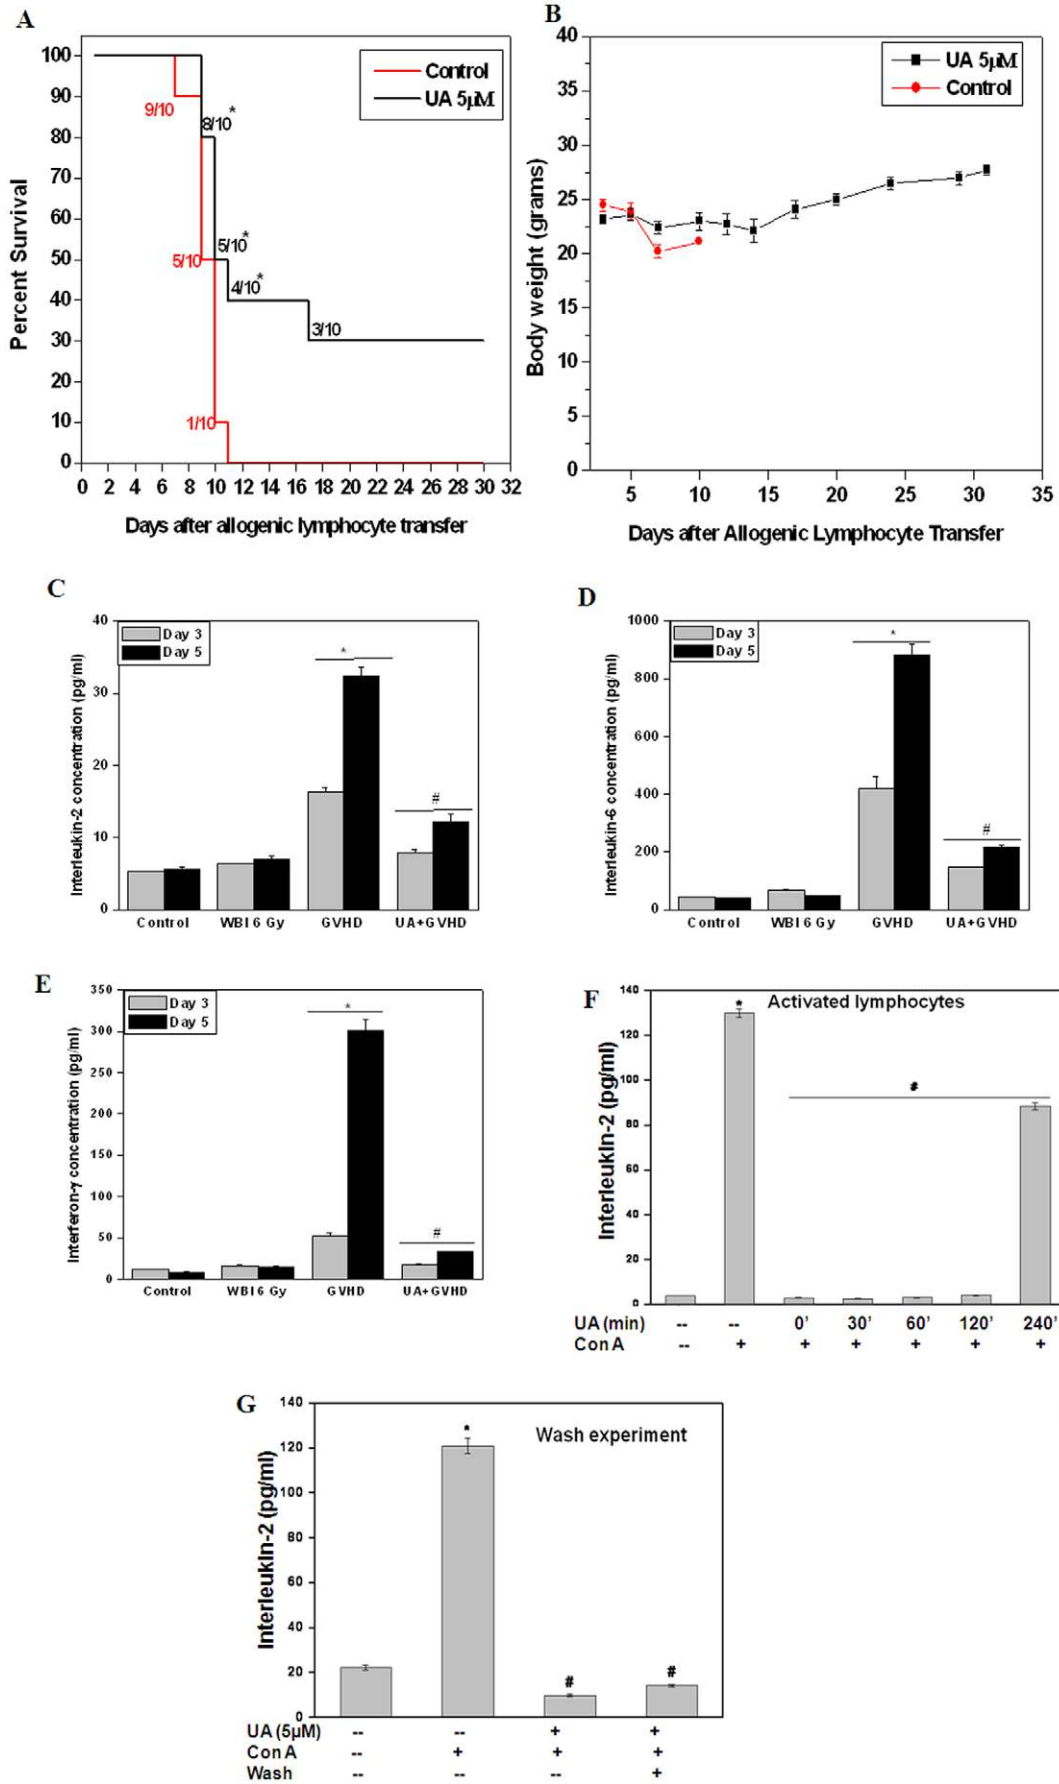 A
100
90
80
70
60
50
40
30
20
10
0
Percent Survival
Control
UA 5µM
9/10
8/10*
5/10
5/10*
4/10*
3/10
1/10
0 2 4 6 8 10 12 14 16 18 20 22 24 26 28 30 32
Days after allogenic lymphocyte transfer
B
40
35
30
25
20
15
10
5
0
Body weight (grams)
UA 5µM
Control
5 10 15 20 25 30 35
Days after Allogenic Lymphocyte Transfer
C
40
30
20
10
0
Interleukin-2 concentration (pg/ml)
Day 3
Day 5
*
#
Control WBI 6 Gy GVHD UA+GVHD
D
1000
800
600
400
200
0
Interleukin-6 concentration (pg/ml)
Day 3
Day 5
*
#
Control WBI 6 Gy GVHD UA+GVHD
E
350
300
250
200
150
100
50
0
Interferon-γ concentration (pg/ml)
Day 3
Day 5
*
#
Control WBI 6 Gy GVHD UA+GVHD
F
140
120
100
80
60
40
20
0
Interleukin-2 (pg/ml)
Activated lymphocytes
*
#
UA (min) -- -- 0' 30' 60' 120' 240'
Con A -- + + + + + +
G
140
120
100
80
60
40
20
0
Interleukin-2 (pg/ml)
Wash experiment
*
#
#
UA (5µM) -- -- + +
Con A -- + + +
Wash -- -- -- +